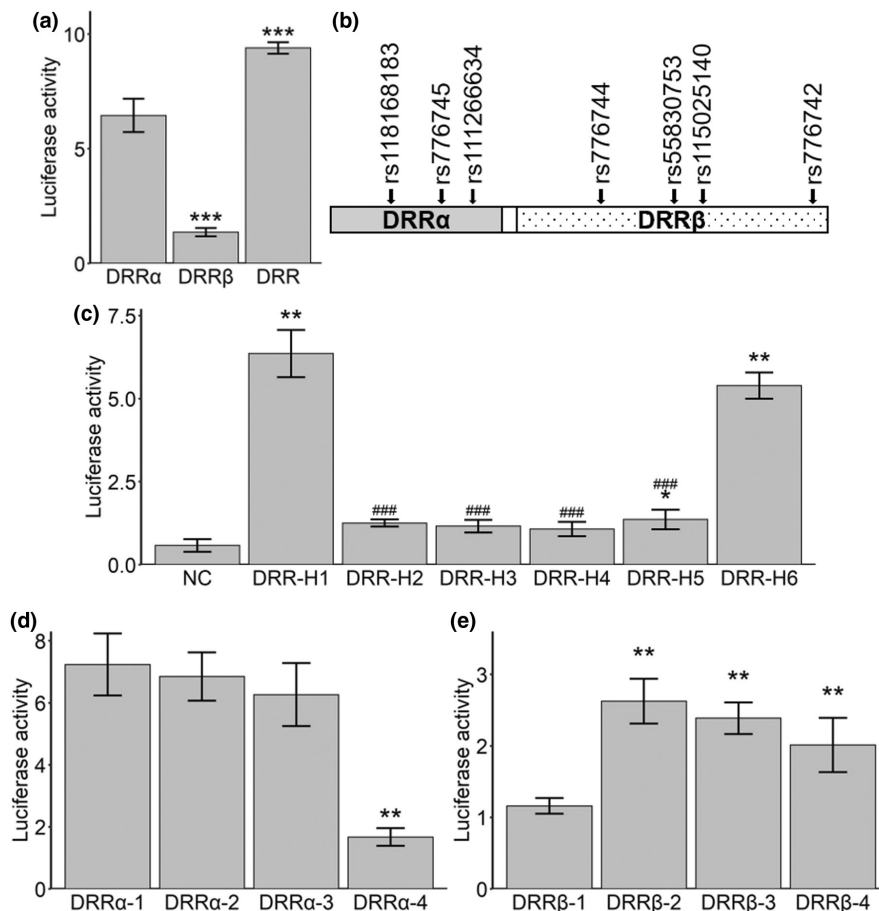 (a)
Luciferase activity
10
5
0
***
***
DRRα
DRRβ
DRR
(b)
rs118168183
rs776745
rs111266634
rs776744
rs55830753
rs115025140
rs776742
DRRα
DRRβ
(c)
Luciferase activity
7.5
5.0
2.5
0.0
**
###
###
###
###
*
**
NC
DRR-H1
DRR-H2
DRR-H3
DRR-H4
DRR-H5
DRR-H6
(d)
Luciferase activity
8
6
4
2
0
**
DRRα-1
DRRα-2
DRRα-3
DRRα-4
(e)
Luciferase activity
3
2
1
0
**
**
**
DRRβ-1
DRRβ-2
DRRβ-3
DRRβ-4